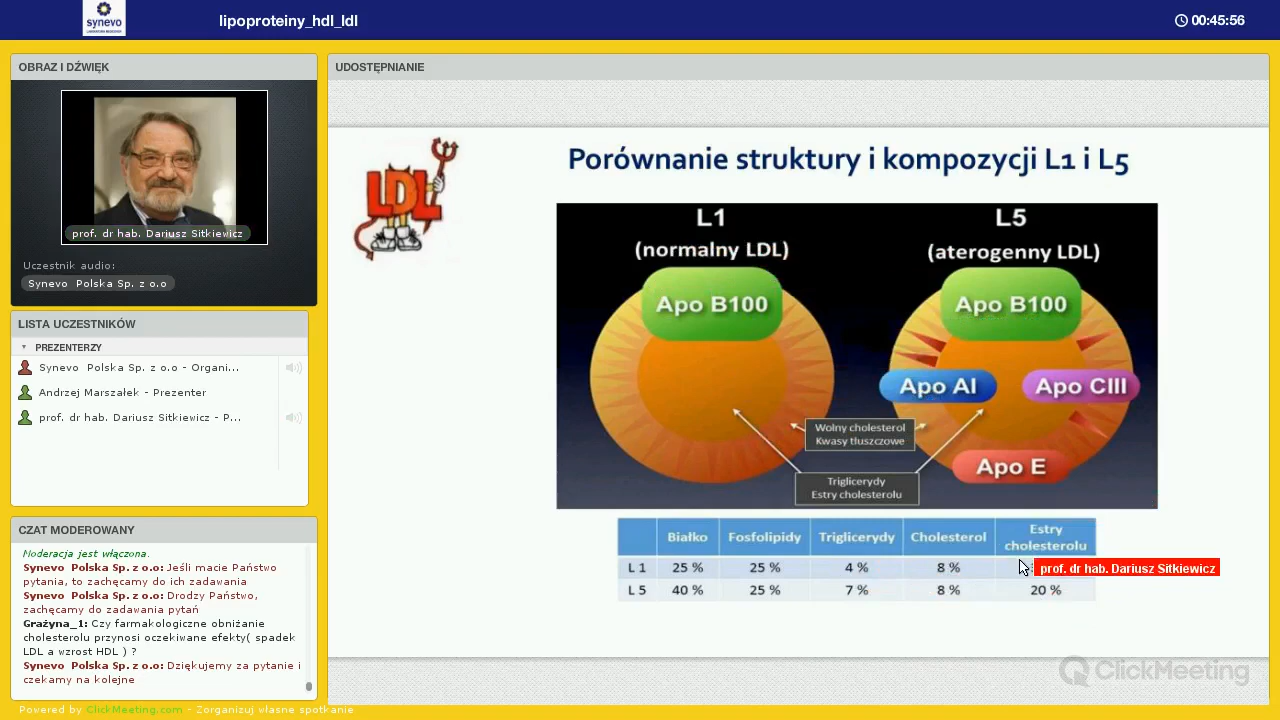 synevo
lipoproteiny_hdl_ldl
00:45:56
OBRAZ I DŹWIĘK
prof. dr hab. Dariusz Sitkiewicz
Uczestnik audio:
Synevo Polska Sp. z o.o
LISTA UCZESTNIKÓW
PREZENTERZY
Synevo Polska Sp. z o.o - Organi...
Andrzej Marszałek - Prezenter
prof. dr hab. Dariusz Sitkiewicz - P...
CZAT MODEROWANY
Moderacja jest włączona.
Synevo Polska Sp. z o.o: Jeśli macie Państwo
pytania, to zachęcamy do ich zadawania
Synevo Polska Sp. z o.o: Drodzy Państwo,
zachęcamy do zadawania pytań
Grażyna_1: Czy farmakologiczne obniżanie
cholesterolu przynosi oczekiwane efekty( spadek
LDL a wzrost HDL ) ?
Synevo Polska Sp. z o.o: Dziękujemy za pytanie i
czekamy na kolejne
Powered by ClickMeeting.com - Zorganizuj własne spotkanie
UDOSTĘPNIANIE
LDL
Porównanie struktury i kompozycji L1 i L5
L1
(normalny LDL)
Apo B100
L5
(aterogenny LDL)
Apo B100
Apo AI
Apo CIII
Apo E
Wolny cholesterol
Kwasy tłuszczowe
Triglicerydy
Estry cholesterolu
Białko Fosfolipidy Triglicerydy Cholesterol Estry cholesterolu
L 1 25 % 25 % 4 % 8 %
prof. dr hab. Dariusz Sitkiewicz
L 5 40 % 25 % 7 % 8 % 20 %
ClickMeeting